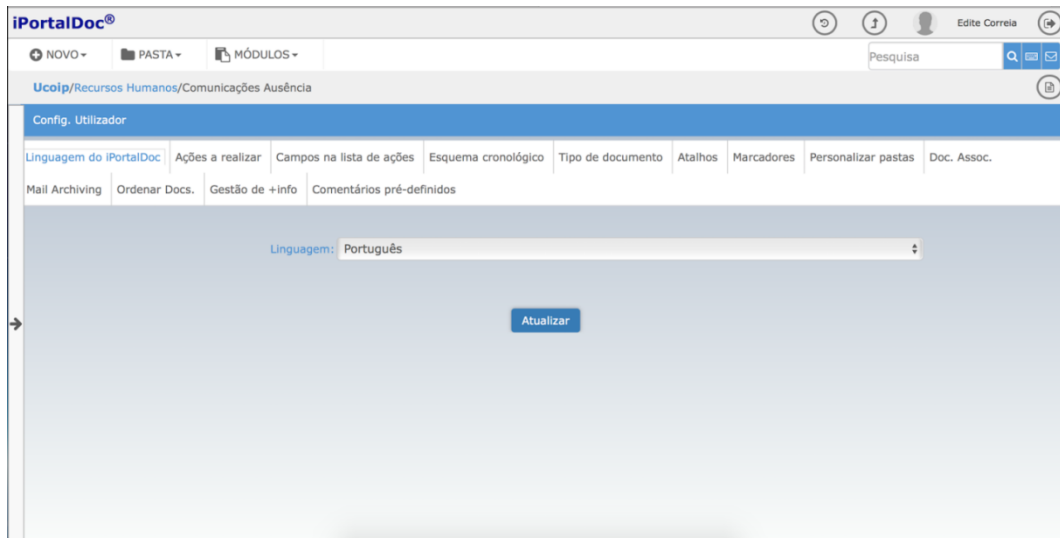 iPortalDoc® Edite Correia
NOVO PASTA MÓDULOS Pesquisa
Ucoip/Recursos Humanos/Comunicações Ausência
Config. Utilizador
Linguagem do iPortalDoc Ações a realizar Campos na lista de ações Esquema cronológico Tipo de documento Atalhos Marcadores Personalizar pastas Doc. Assoc.
Mail Archiving Ordenar Docs. Gestão de +info Comentários pré-definidos
Linguagem: Português
Atualizar